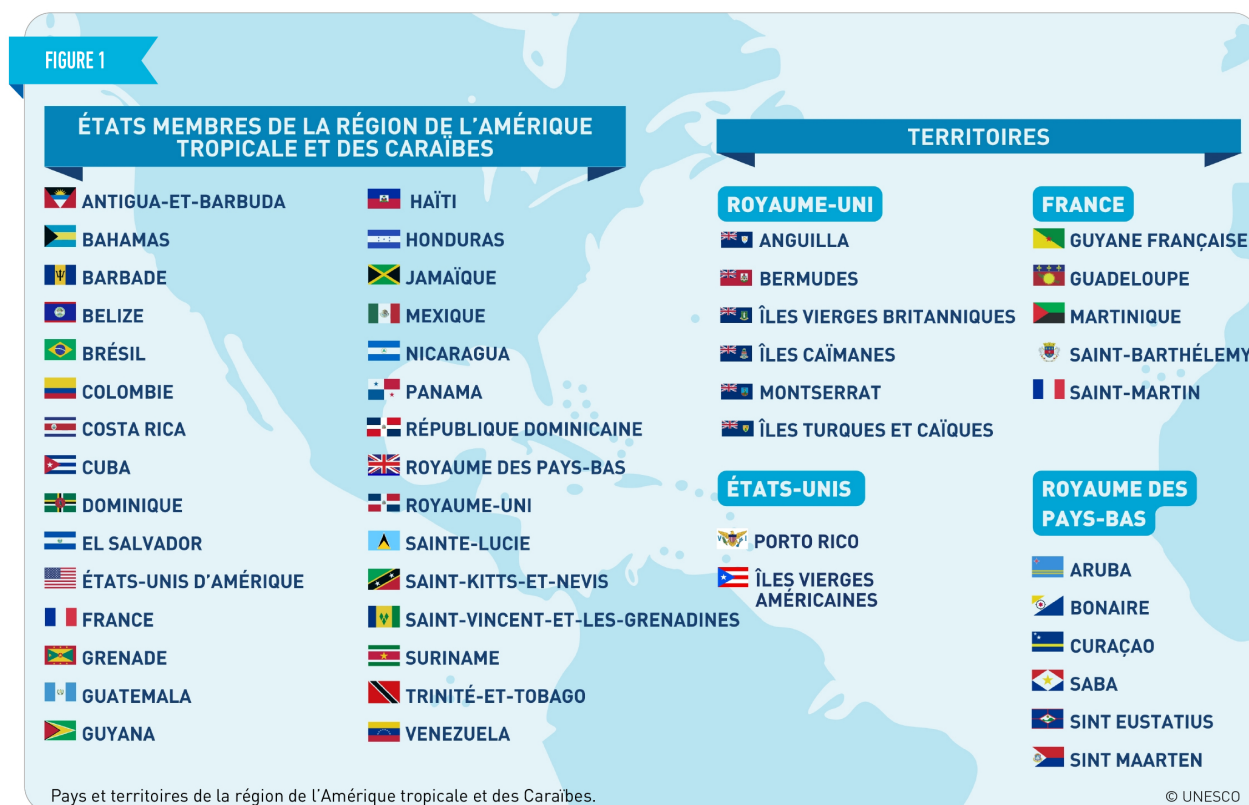 FIGURE 1
ÉTATS MEMBRES DE LA RÉGION DE L'AMÉRIQUE
TROPICALE ET DES CARAÏBES
ANTIGUA-ET-BARBUDA
BAHAMAS
BARBADE
BELIZE
BRÉSIL
COLOMBIE
COSTA RICA
CUBA
DOMINIQUE
EL SALVADOR
ÉTATS-UNIS D'AMÉRIQUE
FRANCE
GRENADE
GUATEMALA
GUYANA
HAÏTI
HONDURAS
JAMAÏQUE
MEXIQUE
NICARAGUA
PANAMA
RÉPUBLIQUE DOMINICAINE
ROYAUME DES PAYS-BAS
ROYAUME-UNI
SAINTE-LUCIE
SAINT-KITTS-ET-NEVIS
SAINT-VINCENT-ET-LES-GRENADINES
SURINAME
TRINITÉ-ET-TOBAGO
VENEZUELA
TERRITOIRES
ROYAUME-UNI
ANGUILLA
BERMUDES
ÎLES VIERGES BRITANNIQUES
ÎLES CAÏMANES
MONTSERRAT
ÎLES TURQUES ET CAÏQUES
ÉTATS-UNIS
PORTO RICO
ÎLES VIERGES
AMÉRICAINES
FRANCE
GUYANE FRANÇAISE
GUADELOUPE
MARTINIQUE
SAINT-BARTHÉLEMY
SAINT-MARTIN
ROYAUME DES
PAYS-BAS
ARUBA
BONAIRE
CURAÇAO
SABA
SINT EUSTATIUS
SINT MAARTEN
Pays et territoires de la région de l'Amérique tropicale et des Caraïbes.
© UNESCO